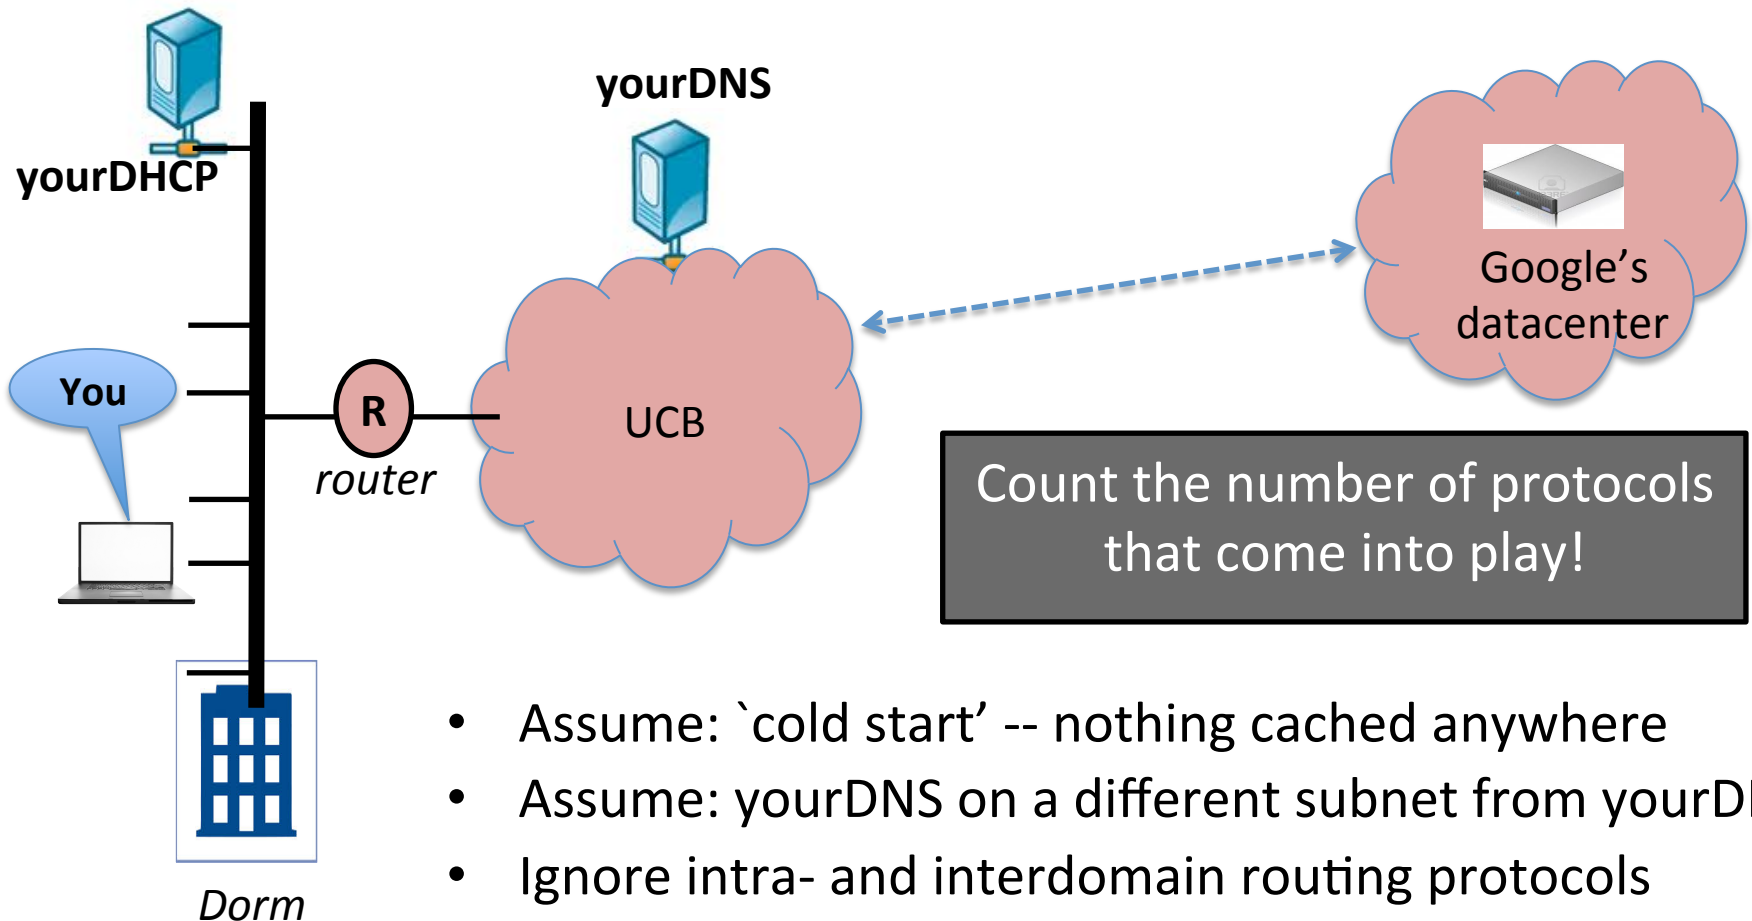 yourDHCP
yourDNS
You
R
router
UCB
Google’s
datacenter
Count the number of protocols
that come into play!
Dorm
• Assume: `cold start’ -- nothing cached anywhere
• Assume: yourDNS on a different subnet from
• Ignore intra- and interdomain routing protocols